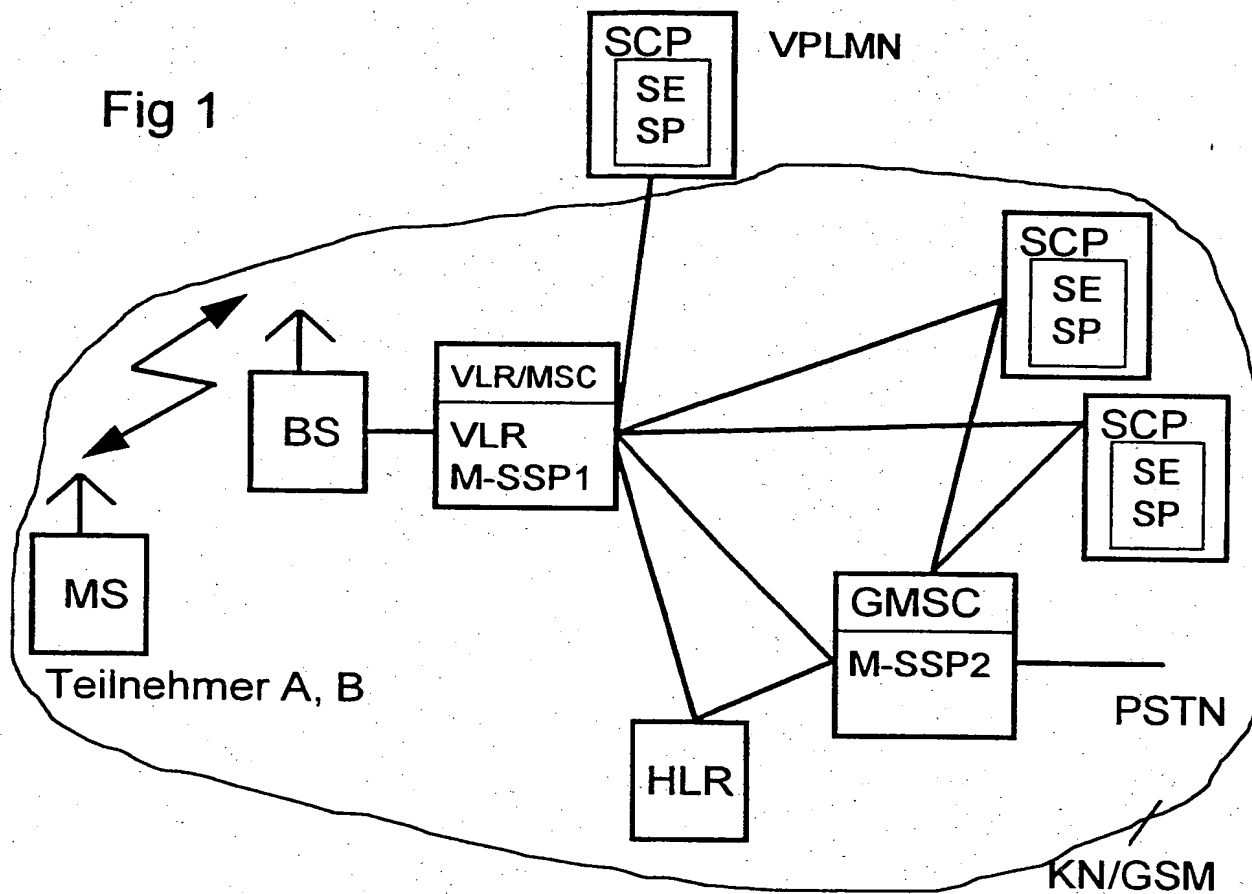 Fig 1
SCP
SE
SP
VPLMN
SCP
SE
SP
VLR/MSC
VLR
M-SSP1
BS
SCP
SE
SP
MS
Teilnehmer A, B
GMSC
M-SSP2
PSTN
HLR
KN/GSM